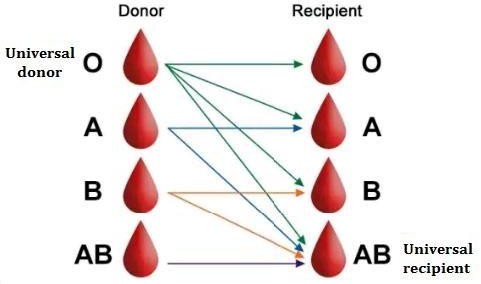 Donor
Recipient
Universal
donor
O
O
A
A
B
B
AB
AB
Universal
recipient